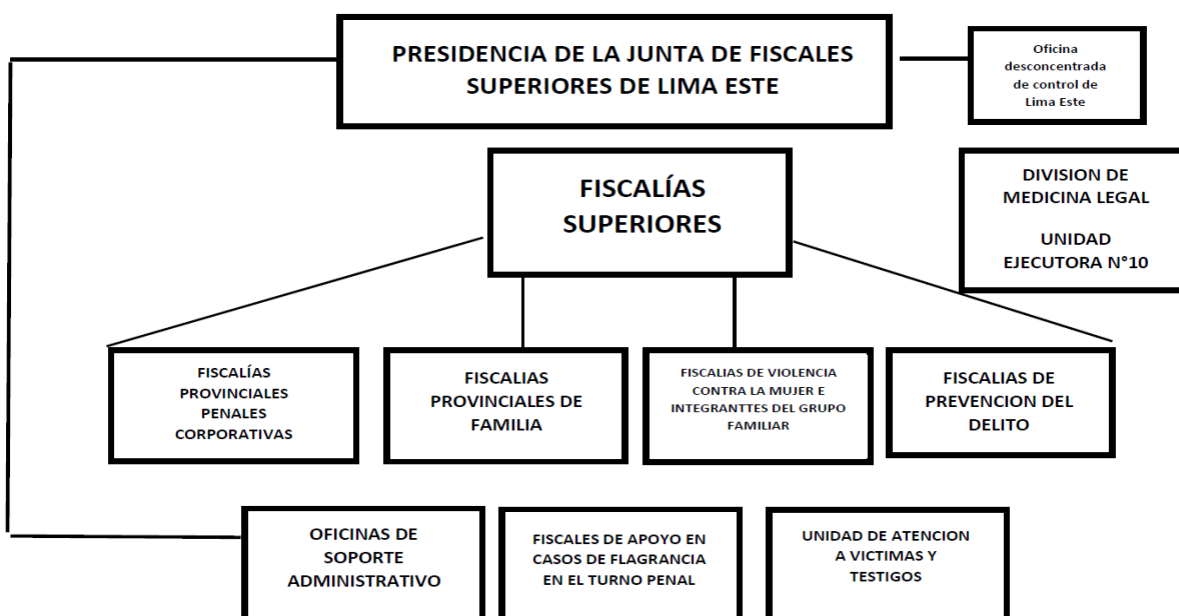 PRESIDENCIA DE LA JUNTA DE FISCALES
SUPERIORES DE LIMA ESTE
Oficina
desconcentrada
de control de
Lima Este
FISCALÍAS
SUPERIORES
DIVISION DE
MEDICINA LEGAL
UNIDAD
EJECUTORA N°10
FISCALÍAS
PROVINCIALES
PENALES
CORPORATIVAS
FISCALIAS
PROVINCIALES DE
FAMILIA
FISCALIAS DE VIOLENCIA
CONTRA LA MUJER E
INTEGRANTTES DEL GRUPO
FAMILIAR
FISCALIAS DE
PREVENCION DEL
DELITO
OFICINAS DE
SOPORTE
ADMINISTRATIVO
FISCALES DE APOYO EN
CASOS DE FLAGRANCIA
EN EL TURNO PENAL
UNIDAD DE ATENCION
A VICTIMAS Y
TESTIGOS